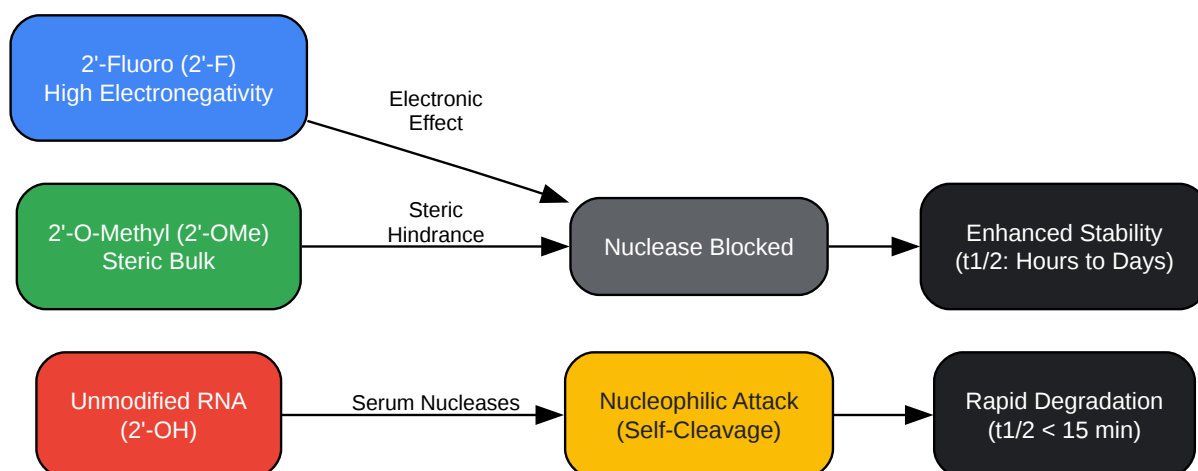 2'-Fluoro (2'-F)
High Electronegativity
Electronic
Effect
2'-O-Methyl (2'-OMe)
Steric Bulk
Steric
Hindrance
Nuclease Blocked
Enhanced Stability
(t1/2: Hours to Days)
Unmodified RNA
(2'-OH)
Serum Nucleases
Nucleophilic Attack
(Self-Cleavage)
Rapid Degradation
(t1/2 < 15 min)